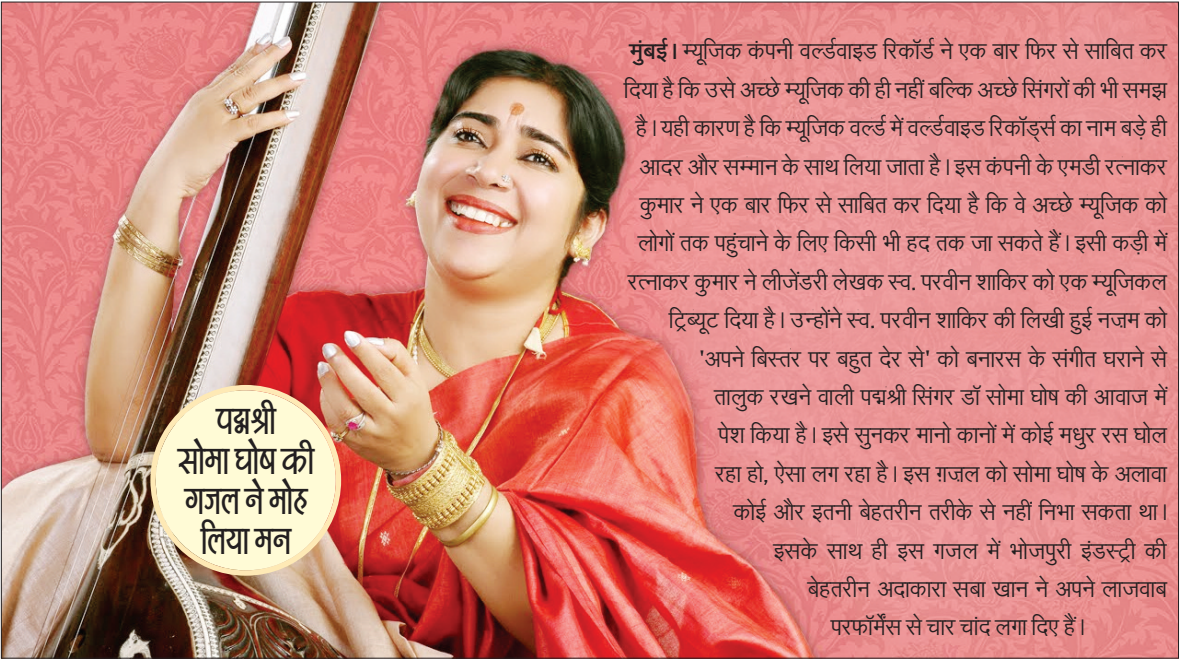 मुंबई। म्यूजिक कंपनी वर्ल्डवाइड रिकॉर्ड ने एक बार फिर से साबित कर
दिया है कि उसे अच्छे म्यूजिक की ही नहीं बल्कि अच्छे सिंगरों की भी समझ
है। यही कारण है कि म्यूजिक वर्ल्ड में वर्ल्डवाइड रिकॉर्ड्स का नाम बड़े ही
आदर और सम्मान के साथ लिया जाता है। इस कंपनी के एमडी रत्नाकर
कुमार ने एक बार फिर से साबित कर दिया है कि वे अच्छे म्यूजिक को
लोगों तक पहुंचाने के लिए किसी भी हद तक जा सकते हैं। इसी कड़ी में
रत्नाकर कुमार ने लीजेंडरी लेखक स्व. परवीन शाकिर को एक म्यूजिकल
ट्रिब्यूट दिया है। उन्होंने स्व. परवीन शाकिर की लिखी हुई नज़म को
'अपने बिस्तर पर बहुत देर से' को बनारस के संगीत घराने से
तालुक रखने वाली पद्मश्री सिंगर डॉ सोमा घोष की आवाज में
पेश किया है। इसे सुनकर मानो कानों में कोई मधुर रस घोल
रहा हो, ऐसा लग रहा है। इस ग़जल को सोमा घोष के अलावा
कोई और इतनी बेहतरीन तरीके से नहीं निभा सकता था।
इसके साथ ही इस गजल में भोजपुरी इंडस्ट्री की
बेहतरीन अदाकारा सबा खान ने अपने लाजवाब
परफॉर्मेंस से चार चांद लगा दिए हैं।
पद्मश्री
सोमा घोष की
गजल ने मोह
लिया मन